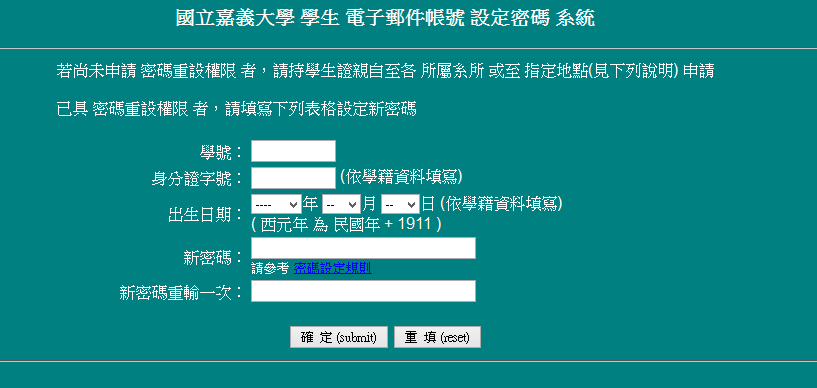 國立嘉義大學 學生 電子郵件帳號 設定密碼 系統
若尚未申請 密碼重設權限 者，請持學生證親自至各 所屬系所 或至 指定地點(見下列說明) 申請
已具 密碼重設權限 者，請填寫下列表格設定新密碼
學號：
身分證字號： (依學籍資料填寫)
出生日期： ---- 年 -- 月 -- 日 (依學籍資料填寫)
( 西元年 為 民國年 + 1911 )
新密碼：
請參考 密碼設定規則
新密碼重輸一次：
確 定 (submit) 重 填 (reset)